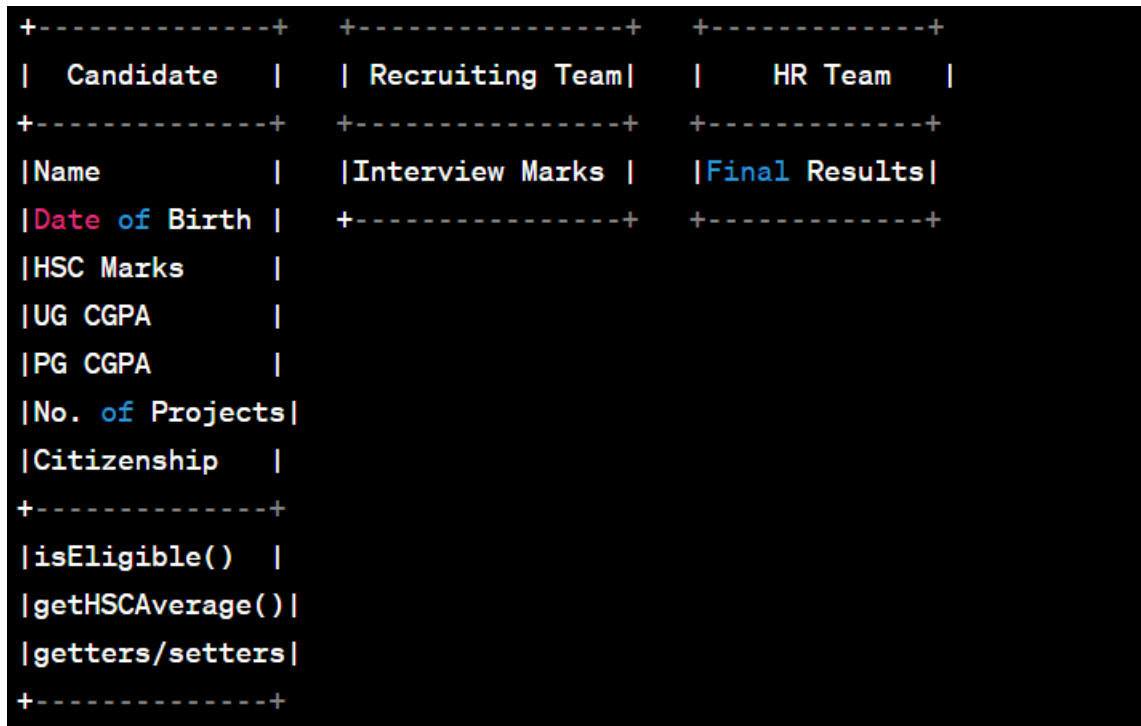 +--------------+   +----------------+   +-------------+
|  Candidate   |   | Recruiting Team|   |    HR Team   |
+--------------+   +----------------+   +-------------+
|Name          |   |Interview Marks |   |Final Results|
|Date of Birth |   +----------------+   +-------------+
|HSC Marks     |
|UG CGPA       |
|PG CGPA       |
|No. of Projects|
|Citizenship   |
+--------------+
|isEligible()  |
|getHSCAverage()|
|getters/setters|
+--------------+